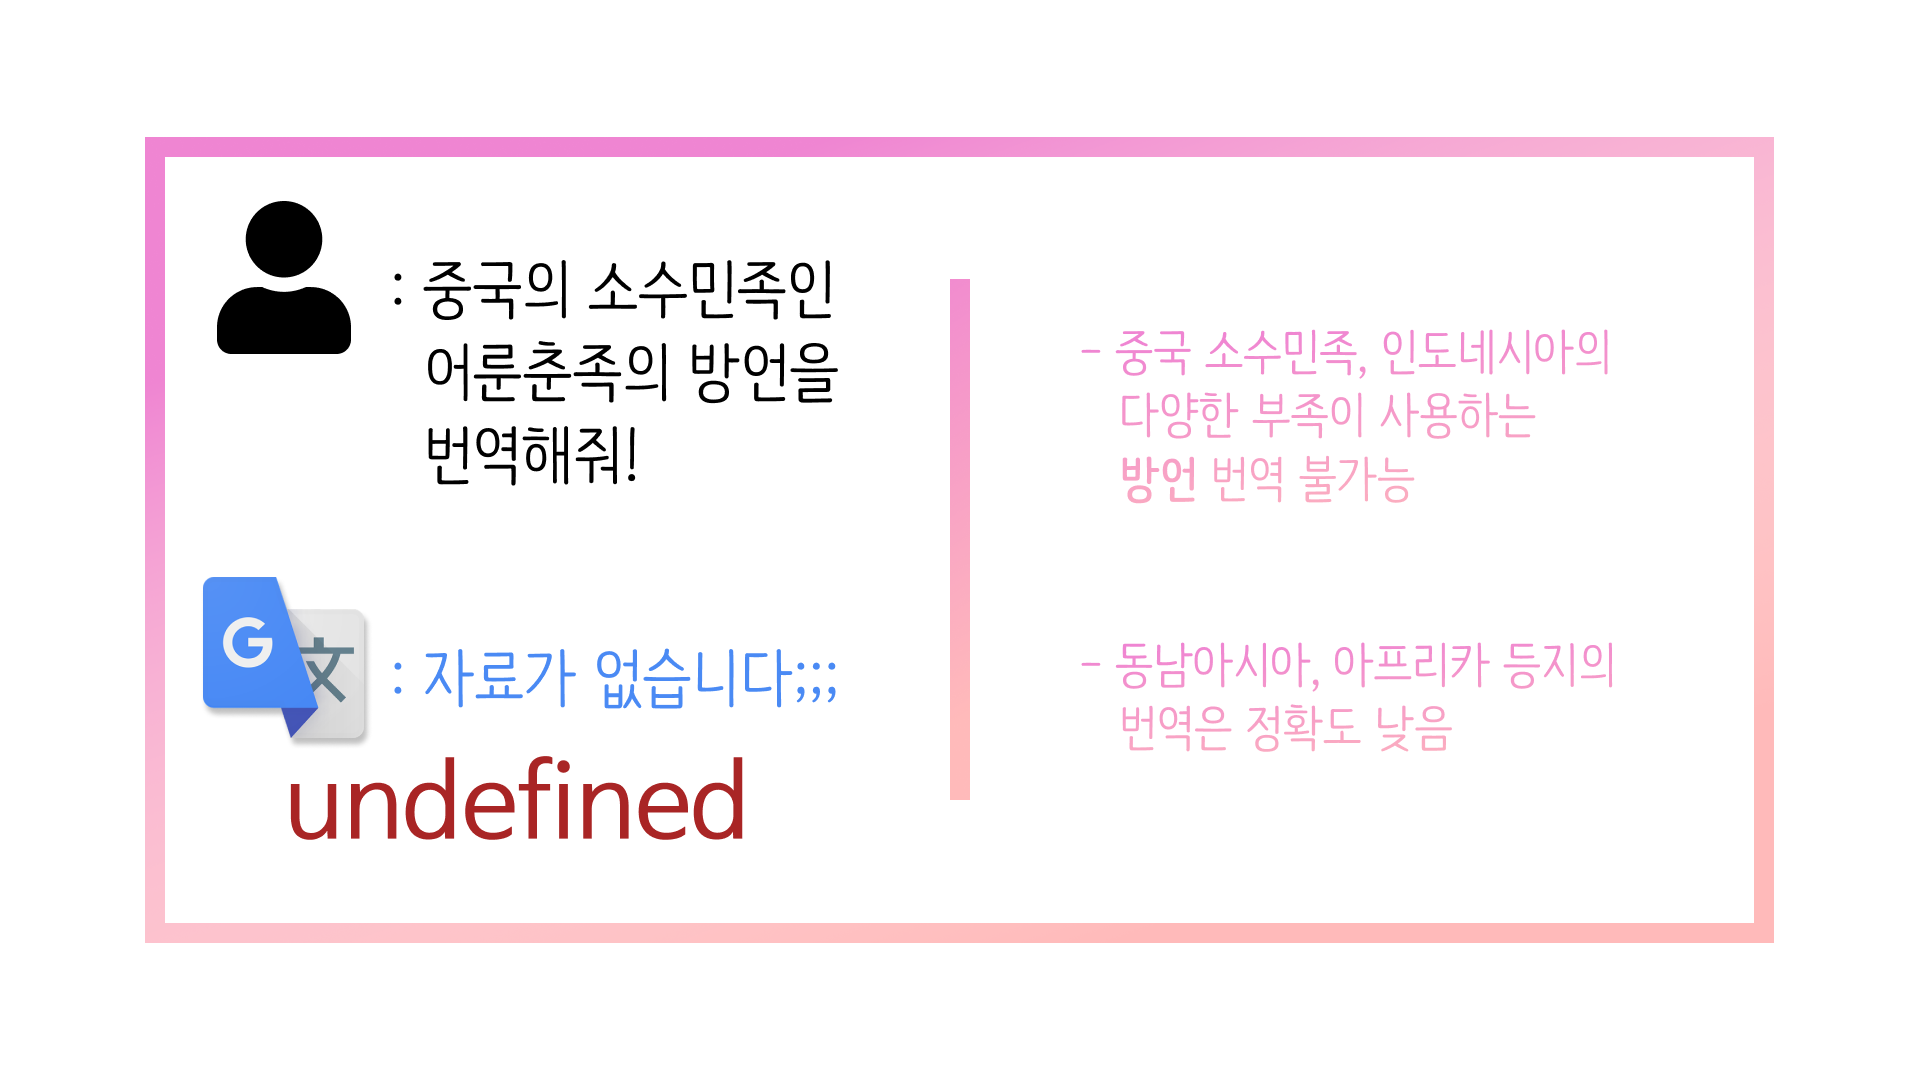 : 중국의 소수민족인
어룬춘족의 방언을
번역해줘!
G 文
: 자료가 없습니다;;;
undefined
- 중국 소수민족, 인도네시아의
다양한 부족이 사용하는
방언 번역 불가능
- 동남아시아, 아프리카 등지의
번역은 정확도 낮음